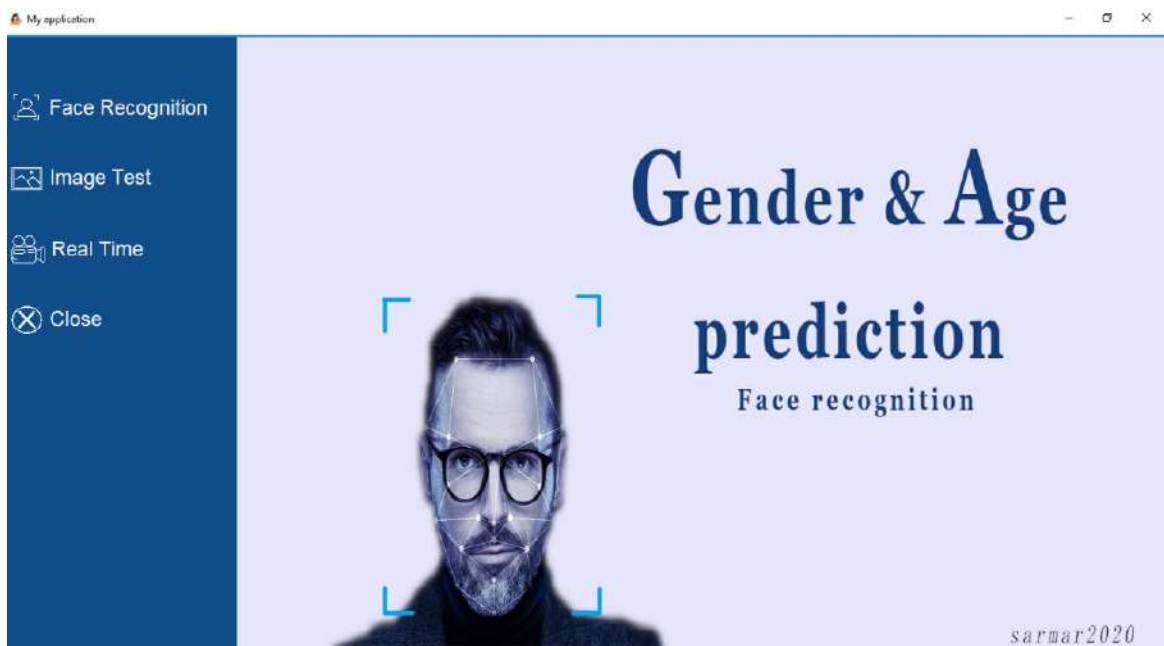 My application
Face Recognition
Image Test
Real Time
Close
Gender & Age
prediction
Face recognition
sarmar2020